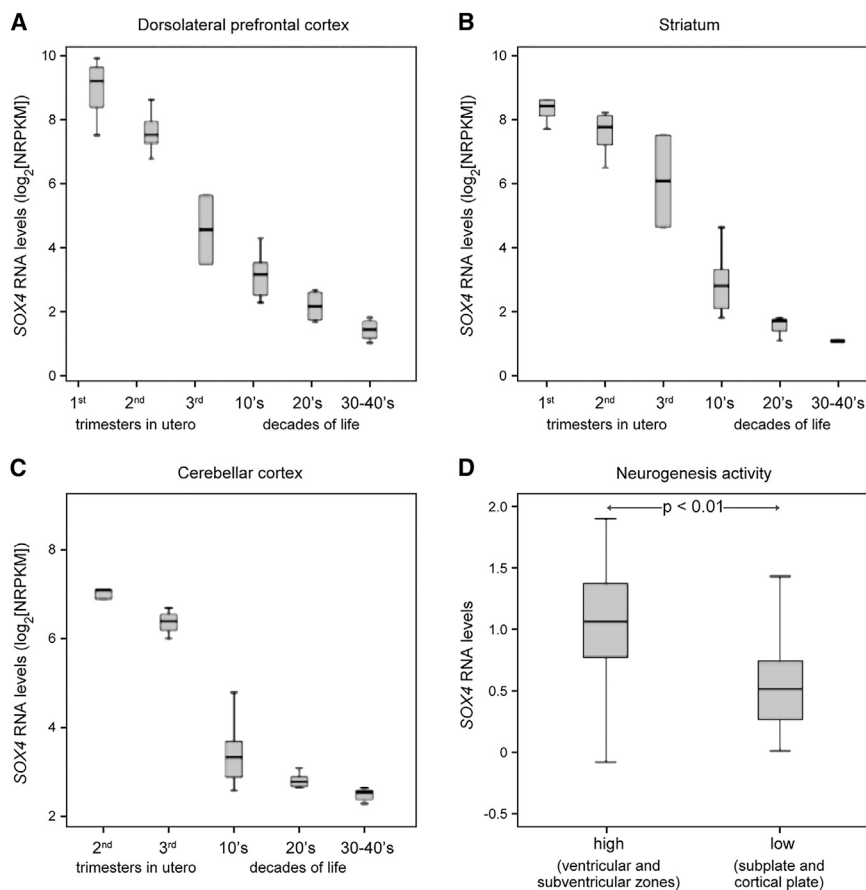 A
Dorsolateral prefrontal cortex
SOX4 RNA levels (log₂[NRPKM])
10
8
6
4
2
0
1ˢᵗ 2ⁿᵈ 3ʳᵈ 10's 20's 30-40's
trimesters in utero decades of life
B
Striatum
SOX4 RNA levels (log₂[NRPKM])
10
8
6
4
2
0
1ˢᵗ 2ⁿᵈ 3ʳᵈ 10's 20's 30-40's
trimesters in utero decades of life
C
Cerebellar cortex
SOX4 RNA levels (log₂[NRPKM])
8
6
4
2
2ⁿᵈ 3ʳᵈ 10's 20's 30-40's
trimesters in utero decades of life
D
Neurogenesis activity
SOX4 RNA levels
2.0
1.5
1.0
0.5
0
-0.5
p < 0.01
high low
(ventricular and (subplate and
subventricular zones) cortical plate)